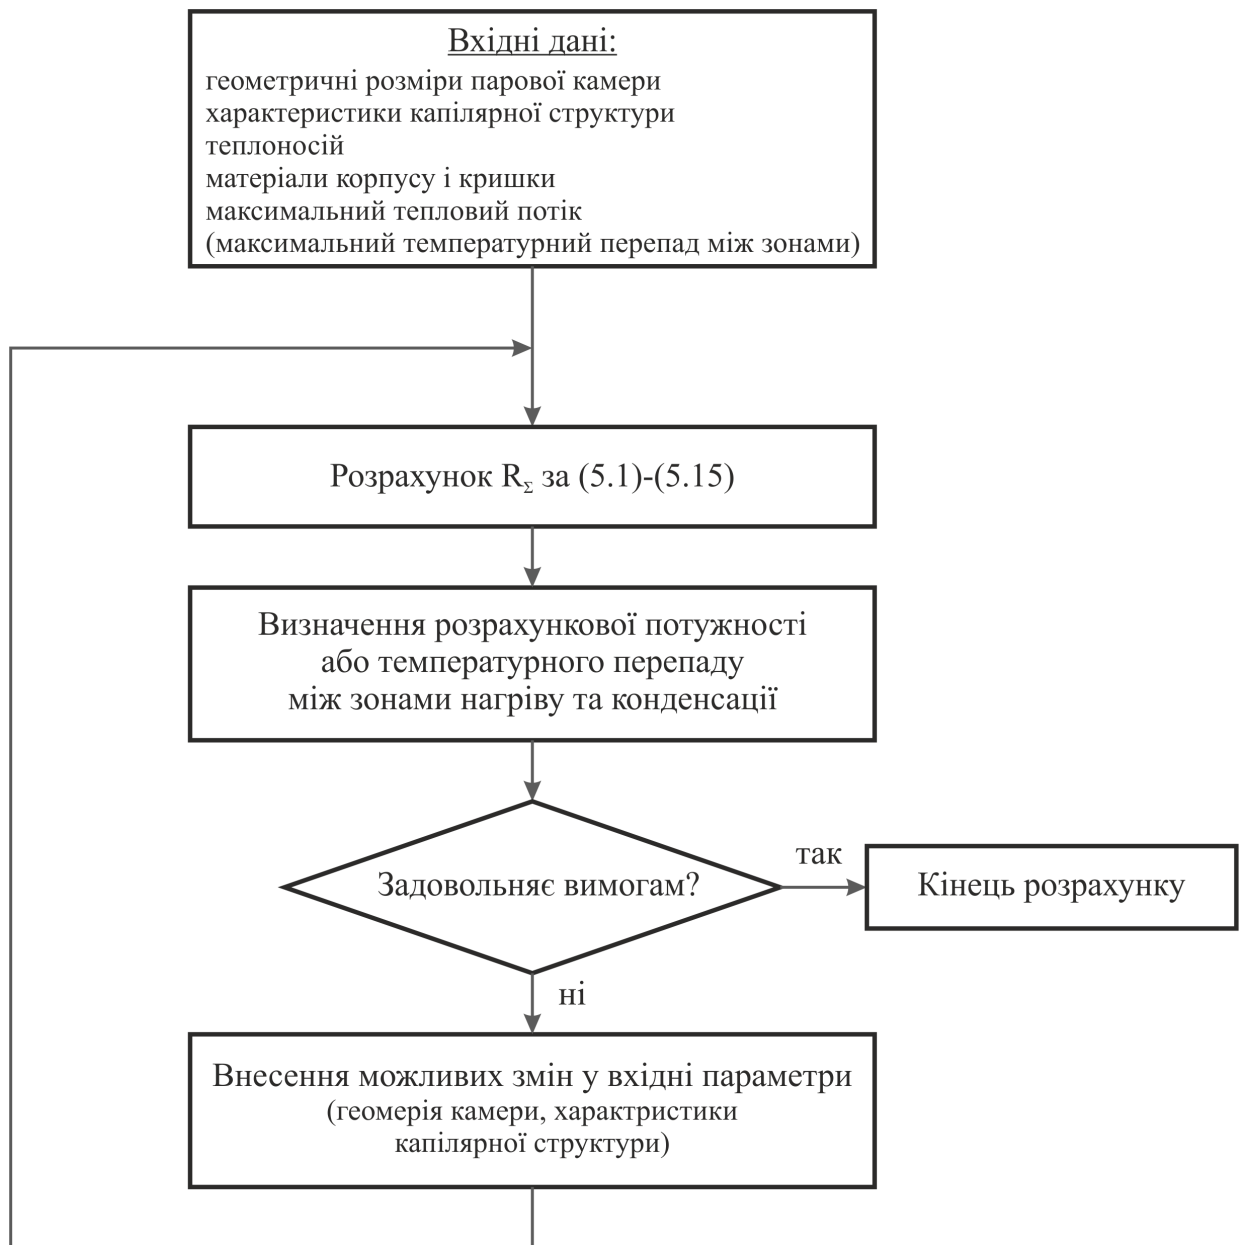 Вхідні дані:
геометричні розміри парової камери
характеристики капілярної структури
теплоносій
матеріали корпусу і кришки
максимальний тепловий потік
(максимальний температурний перепад між зонами)
Розрахунок RΣ за (5.1)-(5.15)
Визначення розрахункової потужності
або температурного перепаду
між зонами нагріву та конденсації
Задовольняє вимогам?
так
Кінець розрахунку
ні
Внесення можливих змін у вхідні параметри
(геомерія камери, характристики
капілярної структури)